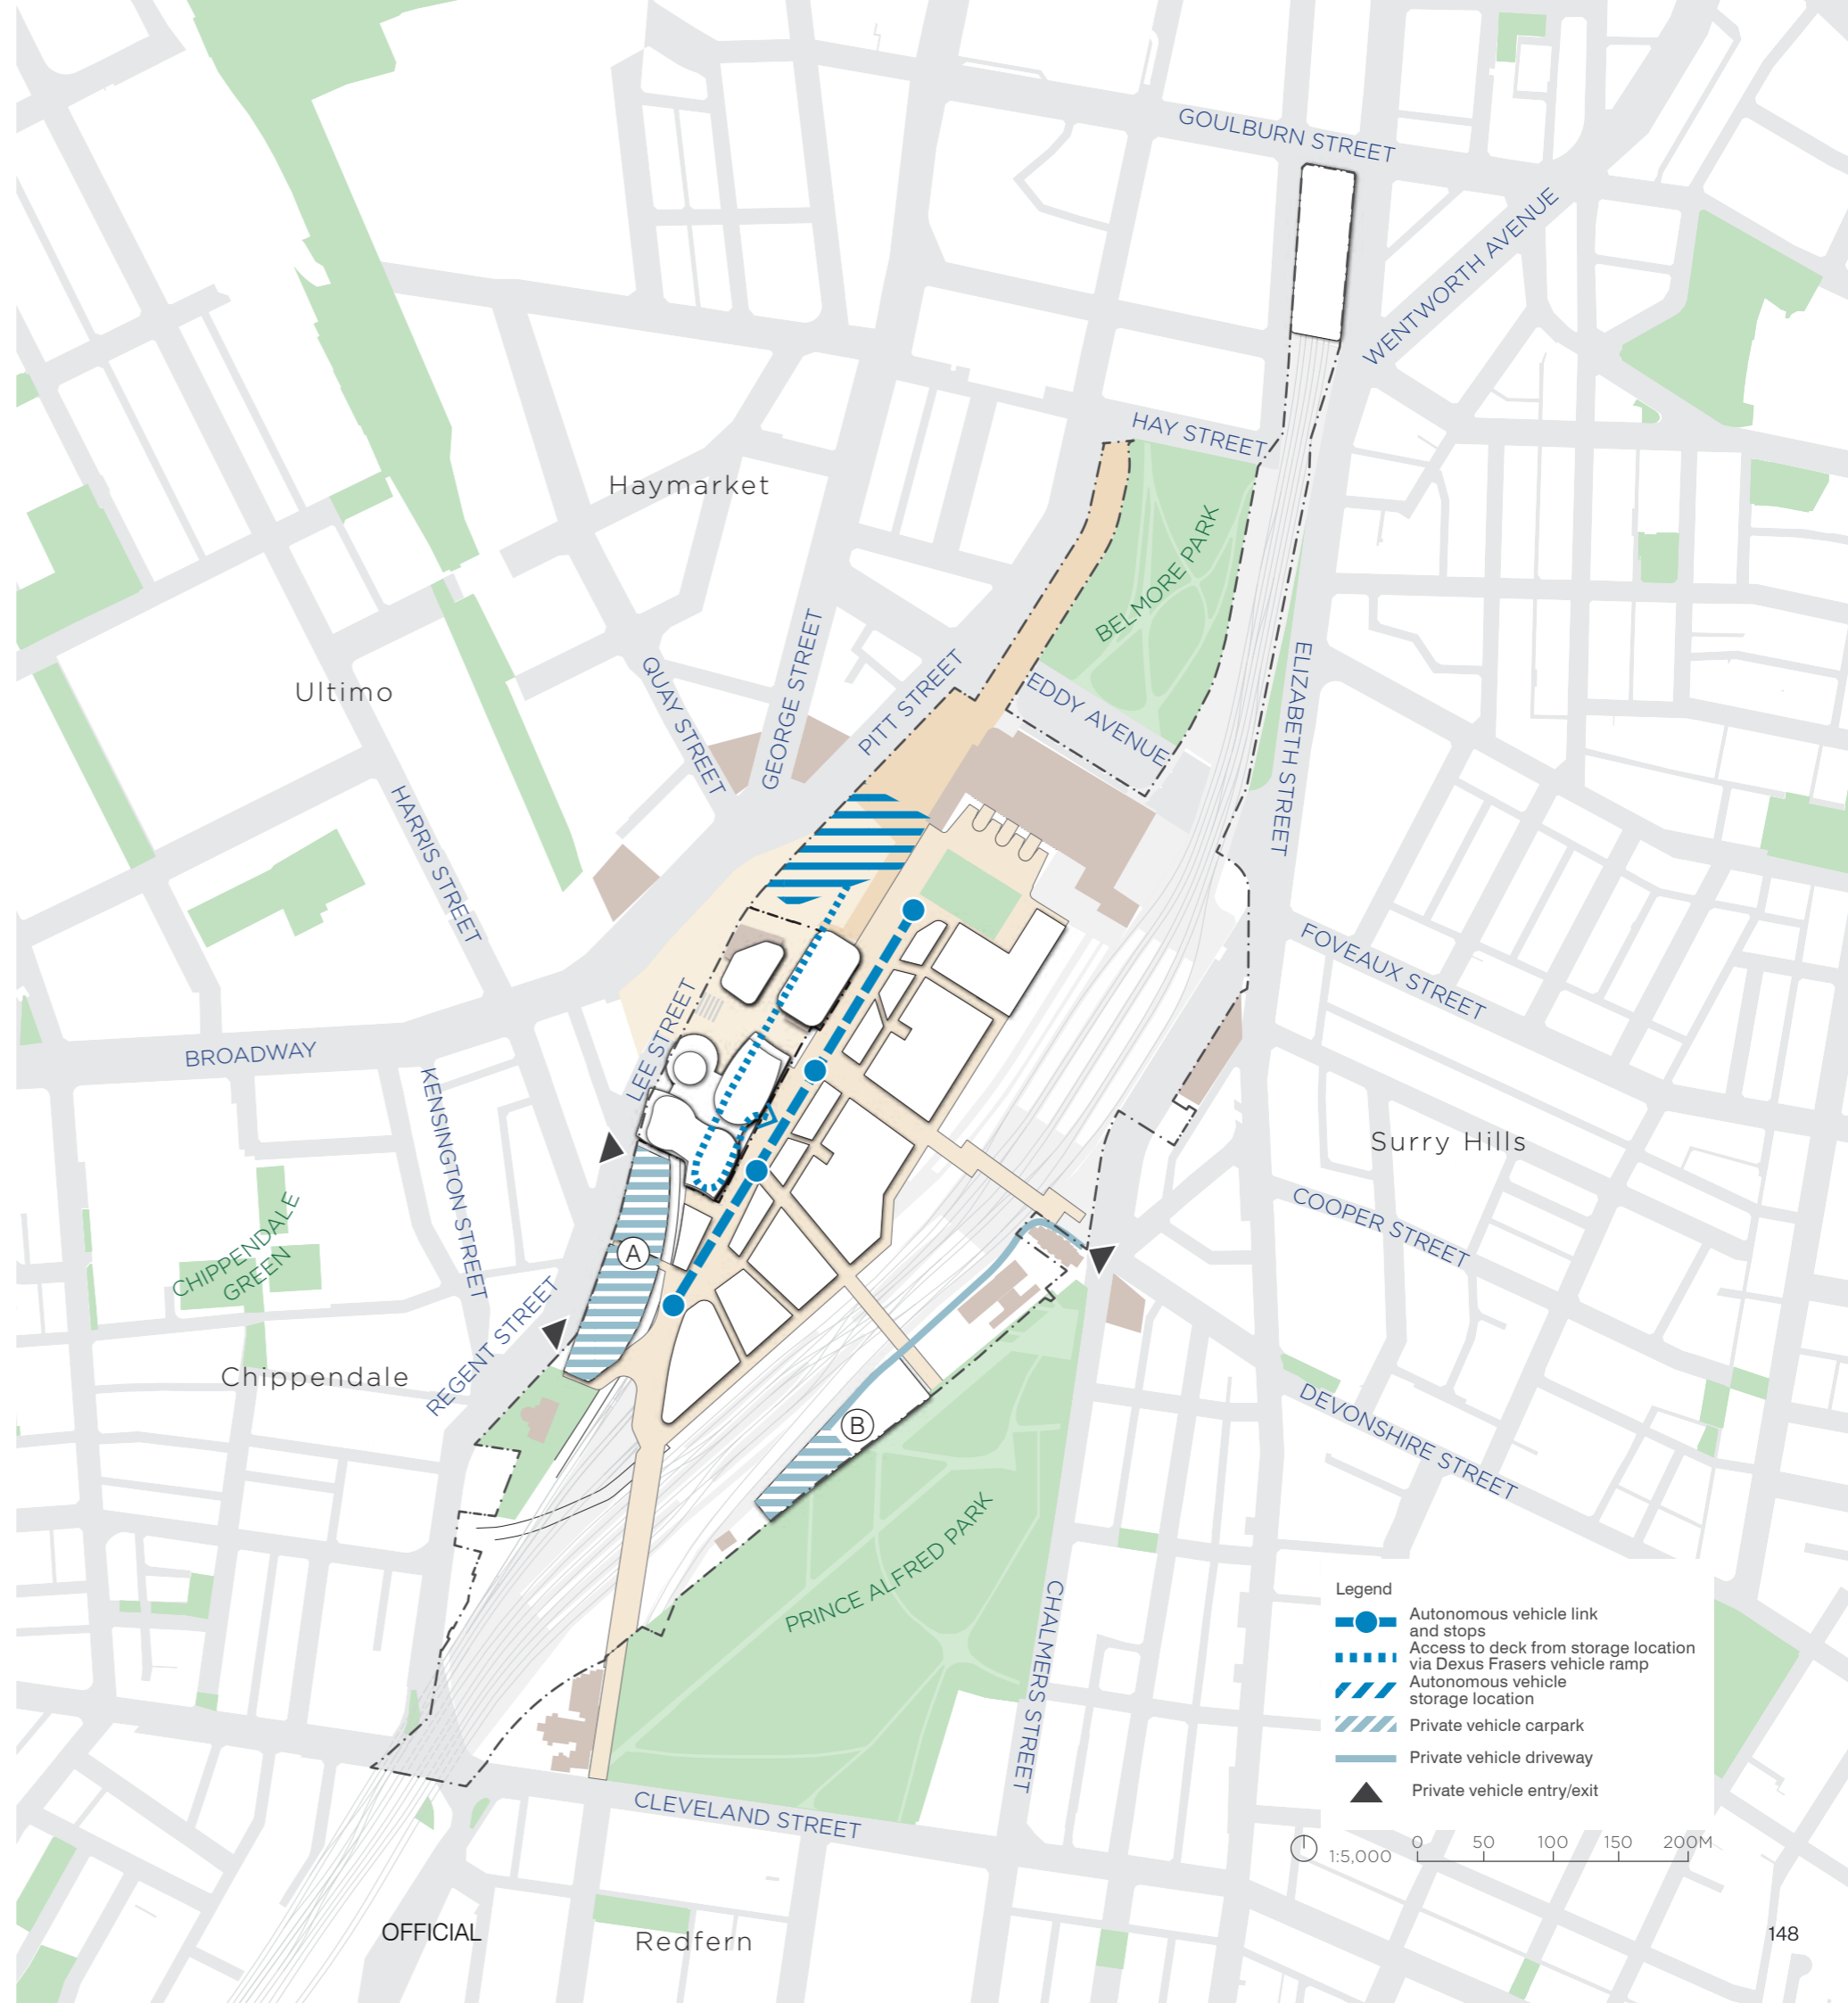 GOULBURN STREET
WENTWORTH AVENUE
HAY STREET
Haymarket
BELMORE PARK
Ultimo
QUAY STREET
GEORGE STREET
PITT STREET
EDDY AVENUE
ELIZABETH STREET
HARRIS STREET
FOVEAUX STREET
LEE STREET
BROADWAY
KENSINGTON STREET
Surry Hills
COOPER STREET
CHIPPENDALE
GREEN
A
REGENT STREET
Chippendale
B
DEVONSHIRE STREET
PRINCE ALFRED PARK
CHALMERS STREET
CLEVELAND STREET
Legend
Autonomous vehicle link
and stops
Access to deck from storage location
via Dexus Frasers vehicle ramp
Autonomous vehicle
storage location
Private vehicle carpark
Private vehicle driveway
Private vehicle entry/exit
1:5,000 0 50 100 150 200M
OFFICIAL
Redfern
148